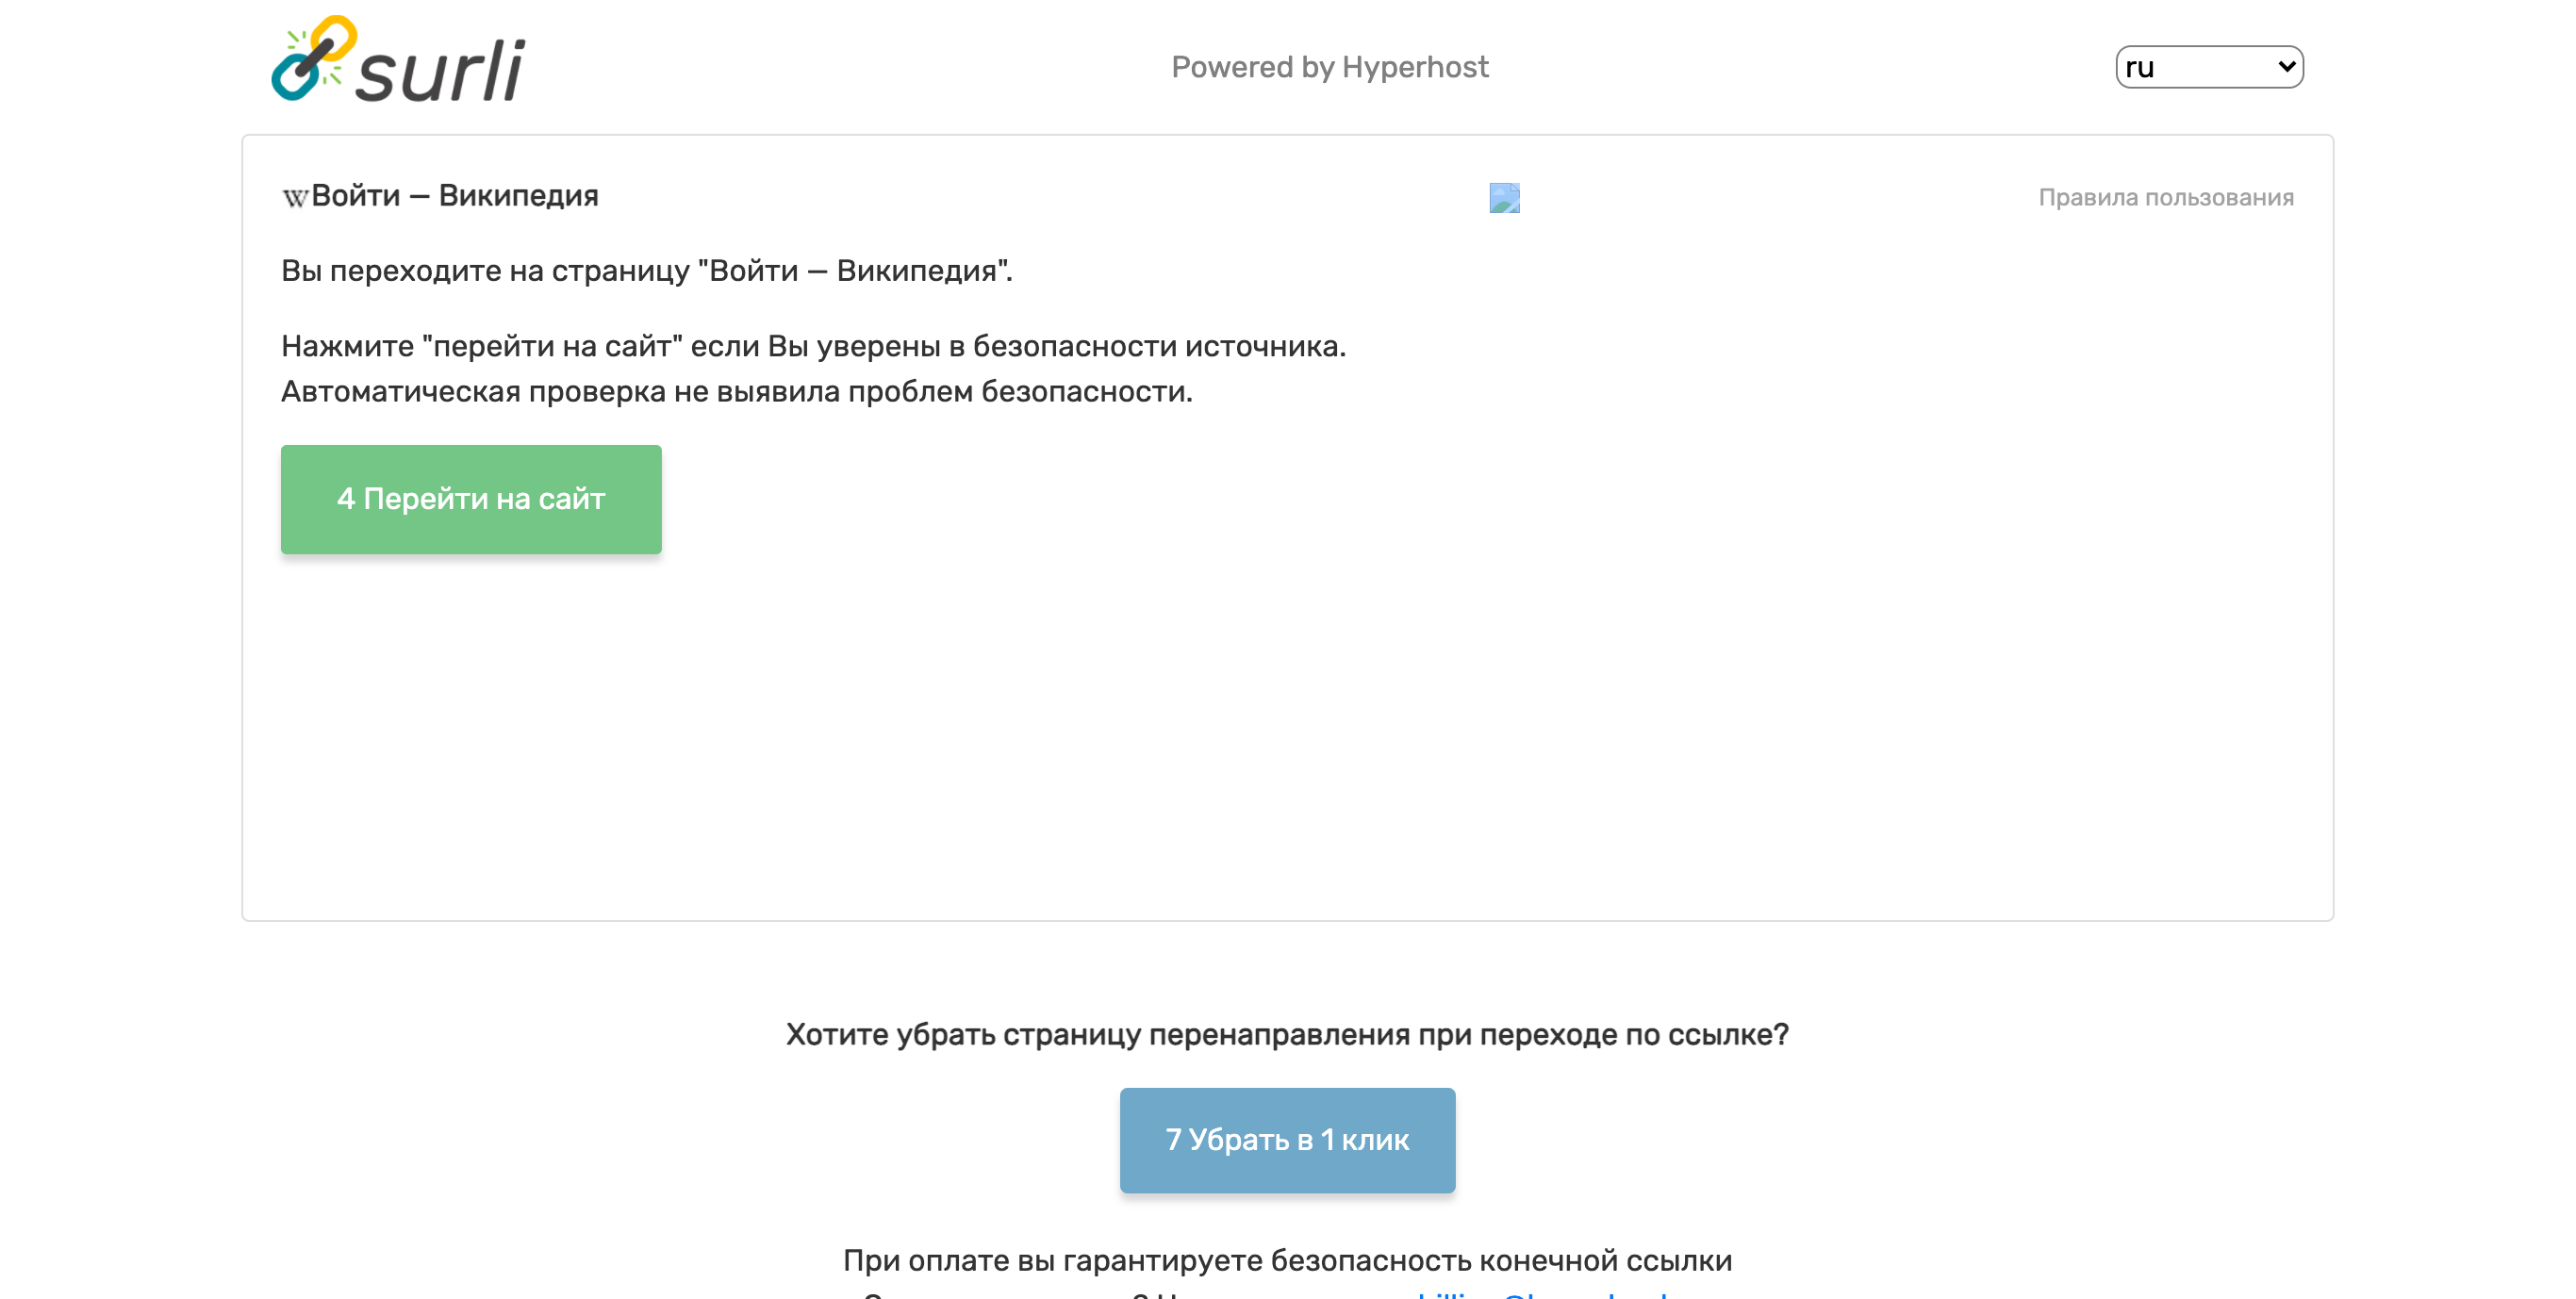 surli
Powered by Hyperhost
ru
Войти — Википедия
Правила пользования
Вы переходите на страницу "Войти — Википедия".
Нажмите "перейти на сайт" если Вы уверены в безопасности источника.
Автоматическая проверка не выявила проблем безопасности.
4 Перейти на сайт
Хотите убрать страницу перенаправления при переходе по ссылке?
7 Убрать в 1 клик
При оплате вы гарантируете безопасность конечной ссылки